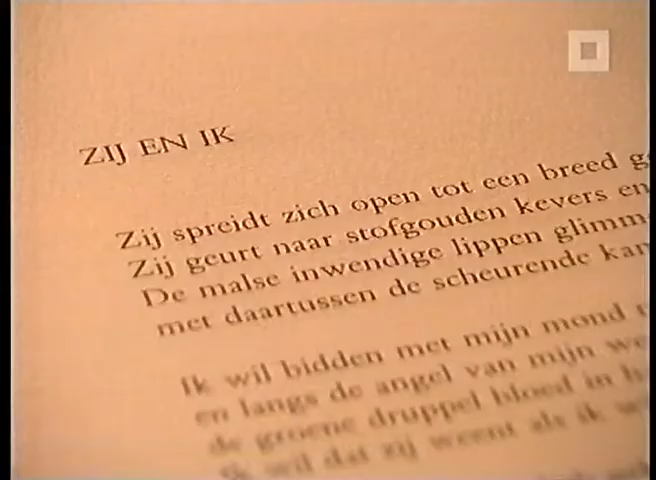 ZIJ EN IK
Zij spreidt zich open tot een breed
Zij geurt naar stofgouden kevers en
De malse inwendige lippen
met daartussen de scheurende
Ik wil bidden met mijn mond
en langs de angel van mijn
de groene druppel bloed in
Ik wil dat zij weent als ik